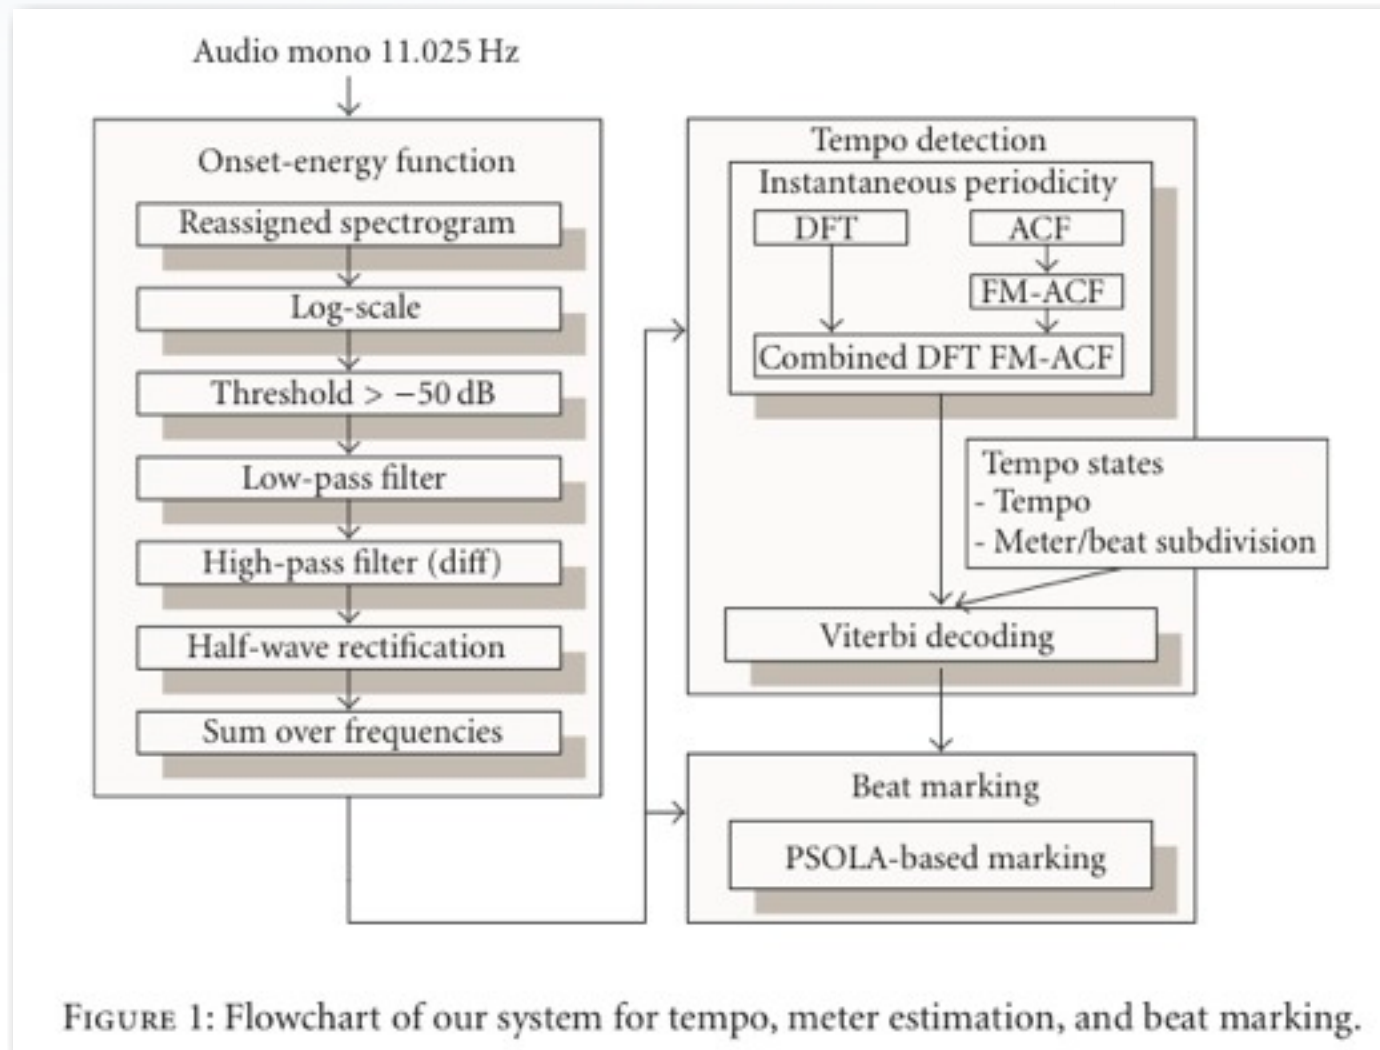 Audio mono 11.025 Hz
Onset-energy function
Reassigned spectrogram
Log-scale
Threshold > −50 dB
Low-pass filter
High-pass filter (diff)
Half-wave rectification
Sum over frequencies
Tempo detection
Instantaneous periodicity
DFT
ACF
FM-ACF
Combined DFT FM-ACF
Tempo states
- Tempo
- Meter/beat subdivision
Viterbi decoding
Beat marking
PSOLA-based marking
FIGURE 1: Flowchart of our system for tempo, meter estimation, and beat marking.